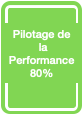 Pilotage de
la
Performance
80%